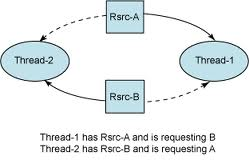 Rsrc-A
Thread-2
Thread-1
Rsrc-B
Thread-1 has Rsrc-A and is requesting B
Thread-2 has Rsrc-B and is requesting A